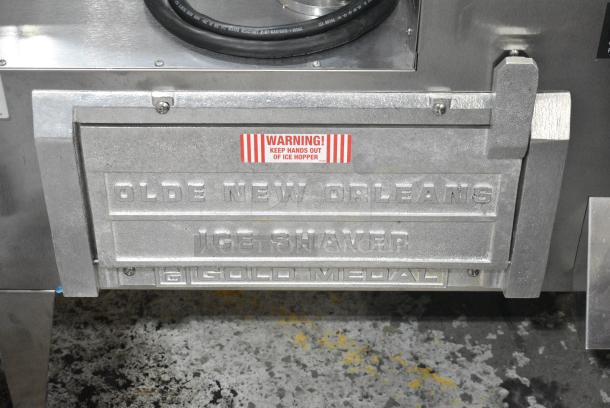 WARNING!
KEEP HANDS OUT
OF ICE HOPPER
OLDE NEW ORLEANS
ICE SHAVER
GOLD MEDAL